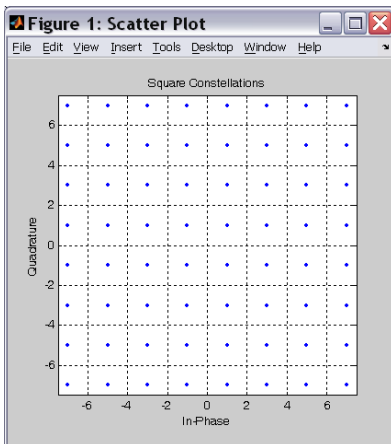 Figure 1: Scatter Plot
File Edit View Insert Tools Desktop Window Help
Square Constellations
6
4
2
0
-2
-4
-6
Quadrature
-6 -4 -2 0 2 4 6
In-Phase